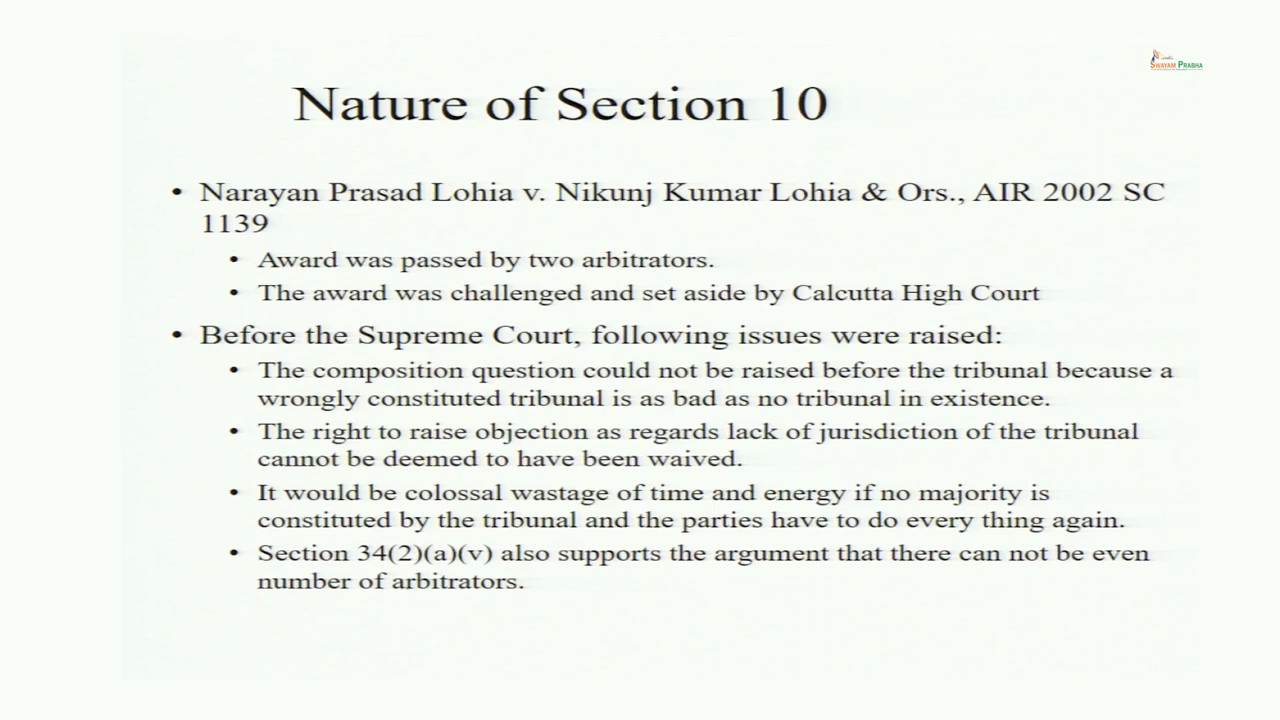 SWAYAM PRABHA
Nature of Section 10
• Narayan Prasad Lohia v. Nikunj Kumar Lohia & Ors., AIR 2002 SC
1139
• Award was passed by two arbitrators.
• The award was challenged and set aside by Calcutta High Court
• Before the Supreme Court, following issues were raised:
• The composition question could not be raised before the tribunal because a
wrongly constituted tribunal is as bad as no tribunal in existence.
• The right to raise objection as regards lack of jurisdiction of the tribunal
cannot be deemed to have been waived.
• It would be colossal wastage of time and energy if no majority is
constituted by the tribunal and the parties have to do every thing again.
• Section 34(2)(a)(v) also supports the argument that there can not be even
number of arbitrators.